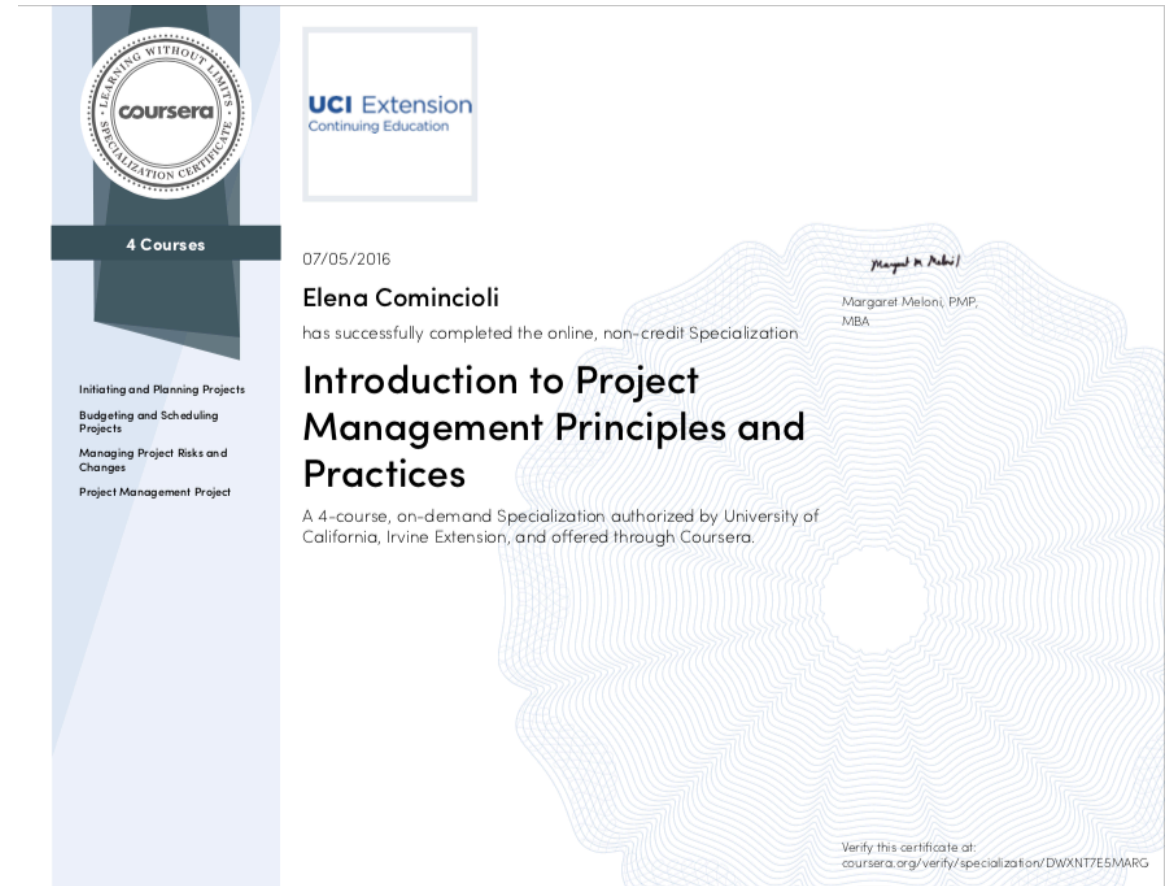 LEARNING WITHOUT LIMITS
coursera
SPECIALIZATION CERTIFICATE
UCI Extension
Continuing Education
4 Courses
Initiating and Planning Projects
Budgeting and Scheduling
Projects
Managing Project Risks and
Changes
Project Management Project
07/05/2016
Elena Comincioli
has successfully completed the online, non-credit Specialization
Introduction to Project
Management Principles and
Practices
A 4-course, on-demand Specialization authorized by University of
California, Irvine Extension, and offered through Coursera.
Margaret M Meloni
Margaret Meloni, PMP,
MBA
Verify this certificate at:
coursera.org/verify/specialization/DWXNT7E5MARG